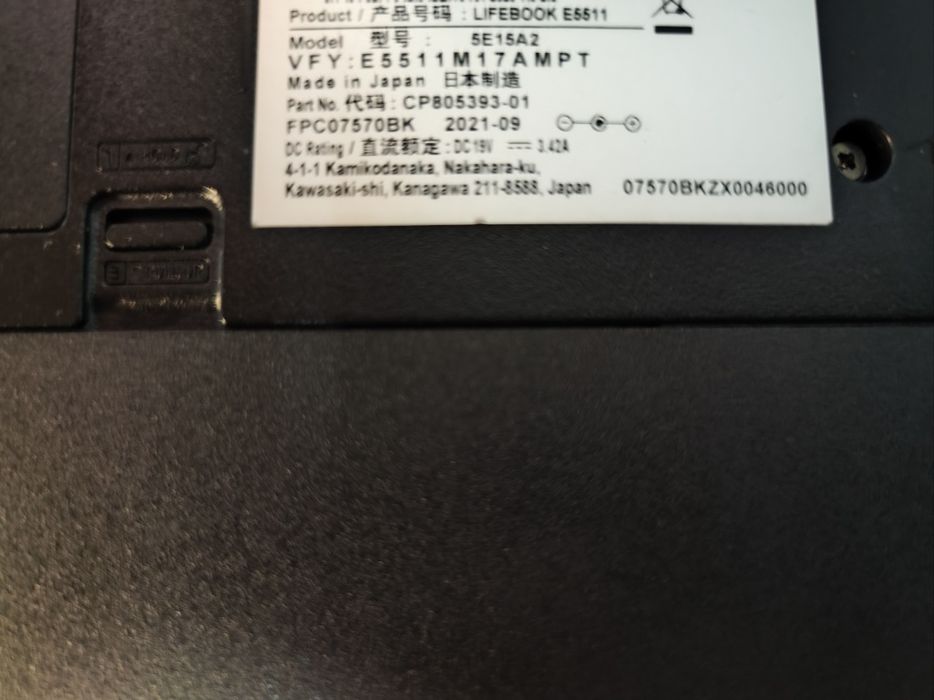 Product / 产品号码 : LIFEBOOK E5511
Model 型号 : 5E15A2
VFY:E5511M17AMPT
Made in Japan 日本制造
Part No. 代码 : CP805393-01
FPC07570BK 2021-09
DC Rating / 直流额定 : DC19V ⎓ 3.42A
4-1-1 Kamikodanaka, Nakahara-ku,
Kawasaki-shi, Kanagawa 211-8588, Japan 07570BKZX0046000